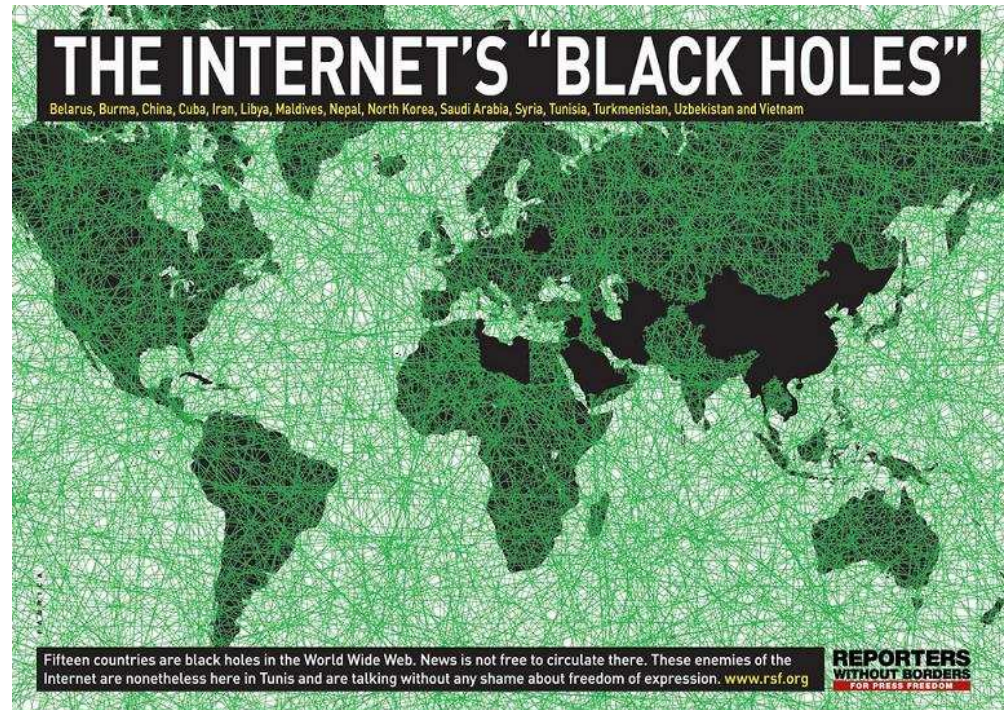 THE INTERNET'S “BLACK HOLES”
Belarus, Burma, China, Cuba, Iran, Libya, Maldives, Nepal, North Korea, Saudi Arabia, Syria, Tunisia, Turkmenistan, Uzbekistan and Vietnam
FABRICA
Fifteen countries are black holes in the World Wide Web. News is not free to circulate there. These enemies of the
Internet are nonetheless here in Tunis and are talking without any shame about freedom of expression. www.rsf.org
REPORTERS
WITHOUT BORDERS
FOR PRESS FREEDOM